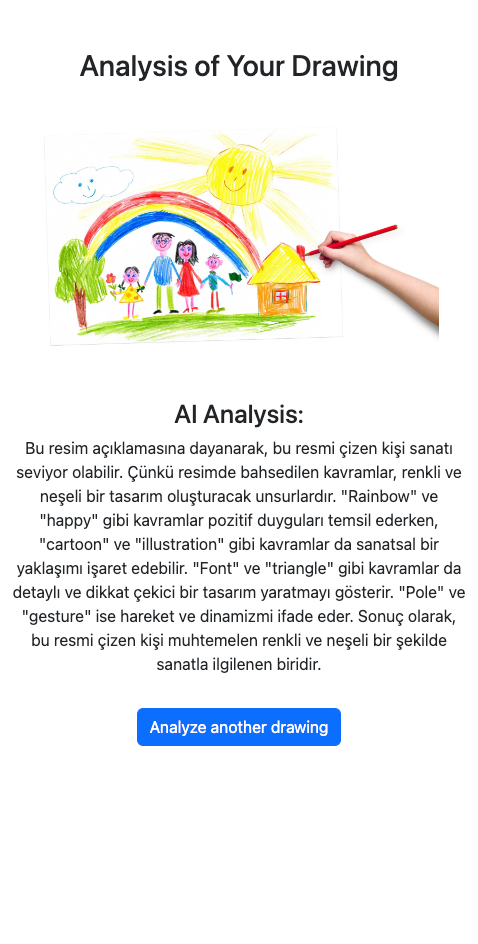 Analysis of Your Drawing
AI Analysis:
Bu resim açıklamasına dayanarak, bu resmi çizen kişi sanatı
seviyor olabilir. Çünkü resimde bahsedilen kavramlar, renkli ve
neşeli bir tasarım oluşturacak unsurlardır. "Rainbow" ve
"happy" gibi kavramlar pozitif duyguları temsil ederken,
"cartoon" ve "illustration" gibi kavramlar da sanatsal bir
yaklaşımı işaret edebilir. "Font" ve "triangle" gibi kavramlar da
detaylı ve dikkat çekici bir tasarım yaratmayı gösterir. "Pole" ve
"gesture" ise hareket ve dinamizmi ifade eder. Sonuç olarak,
bu resmi çizen kişi muhtemelen renkli ve neşeli bir şekilde
sanatla ilgilenen biridir.
Analyze another drawing